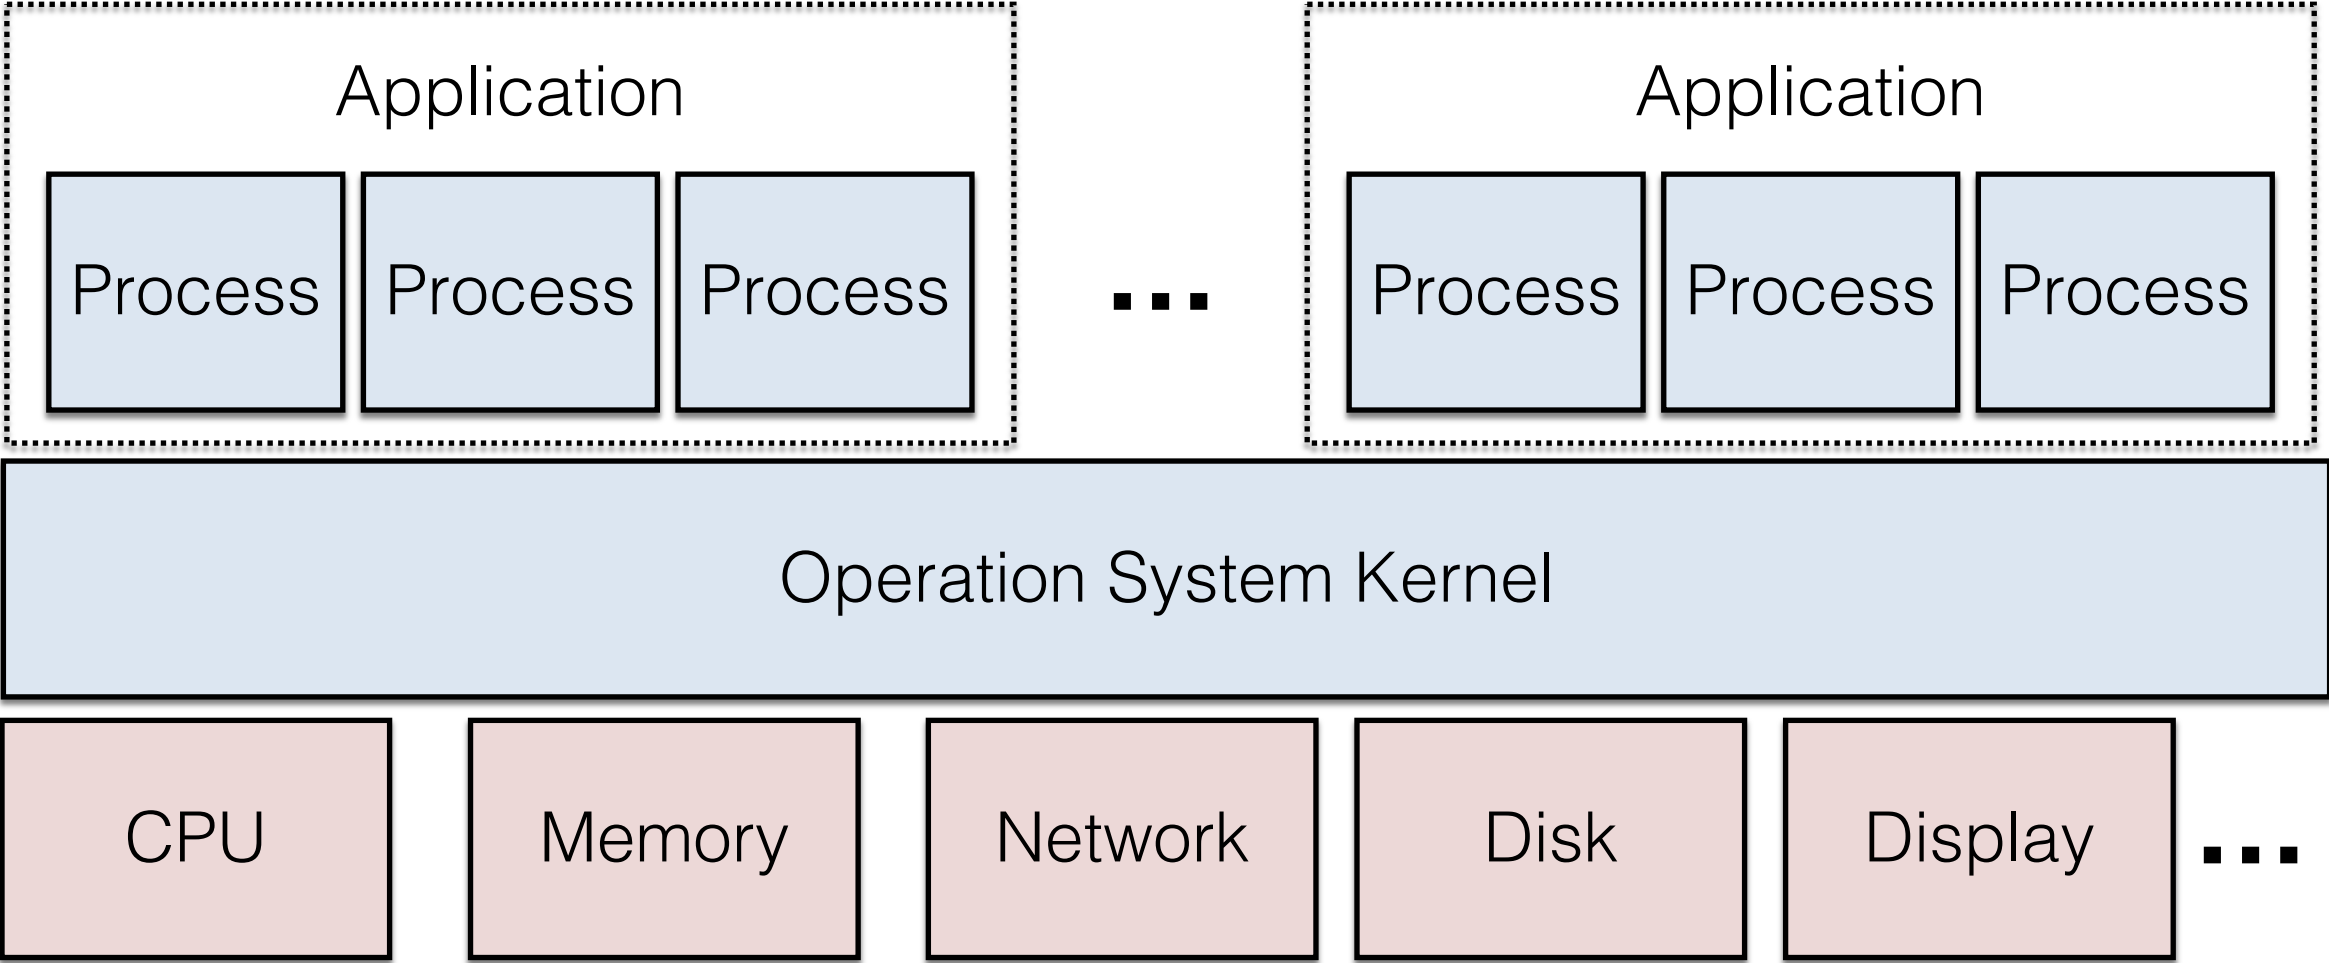 Application
Application
Process Process Process ... Process Process Process
Operation System Kernel
CPU Memory Network Disk Display ...